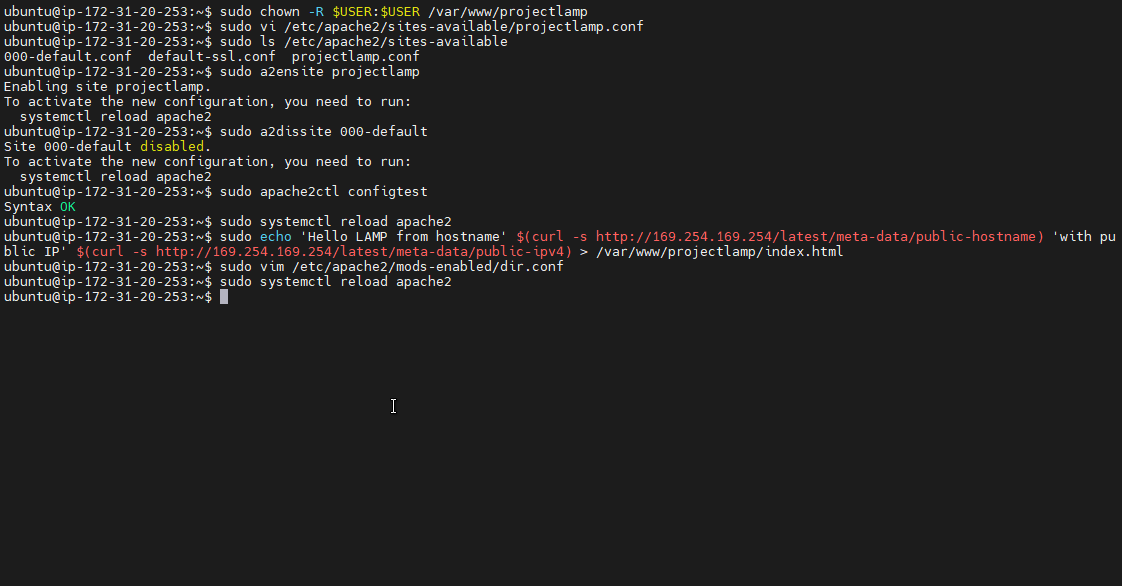 ubuntu@ip-172-31-20-253:~$ sudo chown -R $USER:$USER /var/www/projectlamp
ubuntu@ip-172-31-20-253:~$ sudo vi /etc/apache2/sites-available/projectlamp.conf
ubuntu@ip-172-31-20-253:~$ sudo ls /etc/apache2/sites-available
000-default.conf  default-ssl.conf  projectlamp.conf
ubuntu@ip-172-31-20-253:~$ sudo a2ensite projectlamp
Enabling site projectlamp.
To activate the new configuration, you need to run:
  systemctl reload apache2
ubuntu@ip-172-31-20-253:~$ sudo a2dissite 000-default
Site 000-default disabled.
To activate the new configuration, you need to run:
  systemctl reload apache2
ubuntu@ip-172-31-20-253:~$ sudo apache2ctl configtest
Syntax OK
ubuntu@ip-172-31-20-253:~$ sudo systemctl reload apache2
ubuntu@ip-172-31-20-253:~$ sudo echo 'Hello LAMP from hostname' $(curl -s http://169.254.169.254/latest/meta-data/public-hostname) 'with pu
blic IP' $(curl -s http://169.254.169.254/latest/meta-data/public-ipv4) > /var/www/projectlamp/index.html
ubuntu@ip-172-31-20-253:~$ sudo vim /etc/apache2/mods-enabled/dir.conf
ubuntu@ip-172-31-20-253:~$ sudo systemctl reload apache2
ubuntu@ip-172-31-20-253:~$